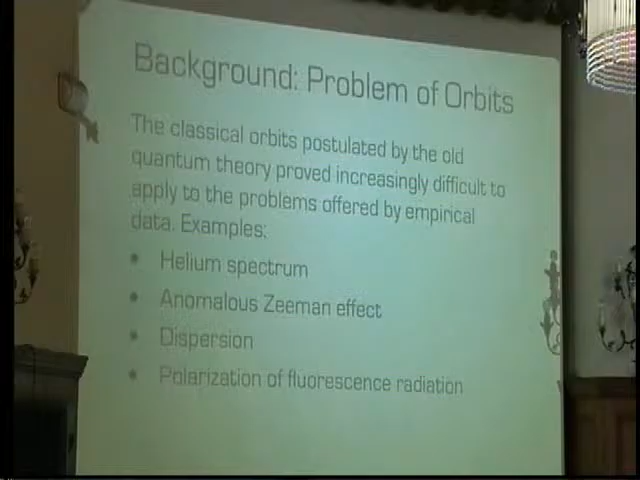 Background: Problem of Orbits
The classical orbits postulated by the old
quantum theory proved increasingly difficult to
apply to the problems offered by empirical
data. Examples:
• Helium spectrum
• Anomalous Zeeman effect
• Dispersion
• Polarization of fluorescence radiation